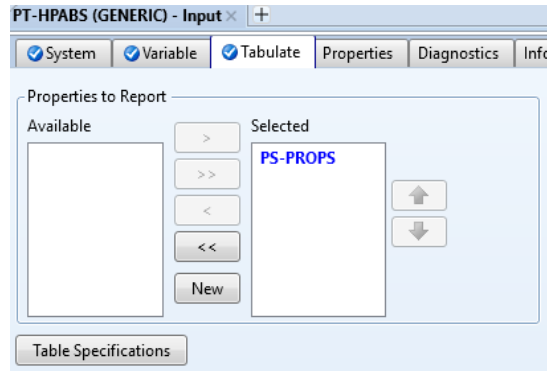 PT-HPABS (GENERIC) - Input × +
System Variable Tabulate Properties Diagnostics Info
Properties to Report
Available Selected
PS-PROPS
>
>>
<
<<
New
Table Specifications